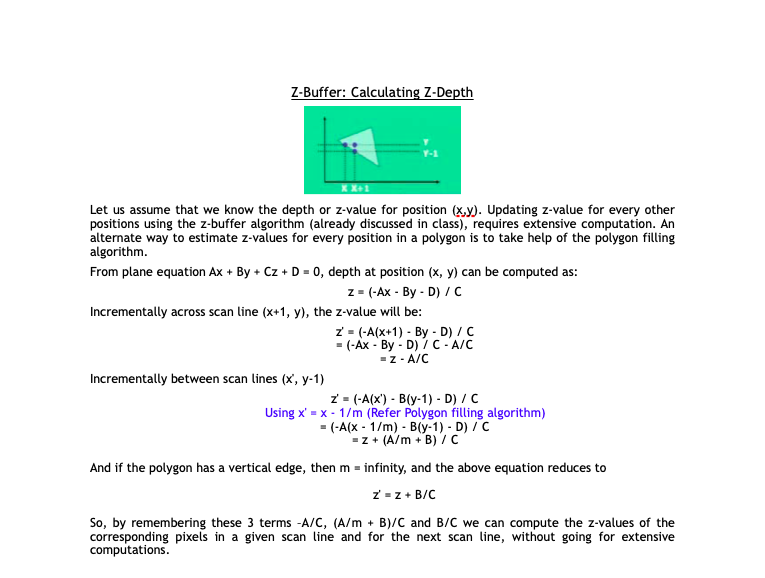 Z-Buffer: Calculating Z-Depth
Y
Y-1
X X+1
Let us assume that we know the depth or z-value for position (x,y). Updating z-value for every other
positions using the z-buffer algorithm (already discussed in class), requires extensive computation. An
alternate way to estimate z-values for every position in a polygon is to take help of the polygon filling
algorithm.
From plane equation Ax + By + Cz + D = 0, depth at position (x, y) can be computed as:
z = (-Ax - By - D) / C
Incrementally across scan line (x+1, y), the z-value will be:
z' = (-A(x+1) - By - D) / C
= (-Ax - By - D) / C - A/C
= z - A/C
Incrementally between scan lines (x', y-1)
z' = (-A(x') - B(y-1) - D) / C
Using x' = x - 1/m (Refer Polygon filling algorithm)
= (-A(x - 1/m) - B(y-1) - D) / C
= z + (A/m + B) / C
And if the polygon has a vertical edge, then m = infinity, and the above equation reduces to
z' = z + B/C
So, by remembering these 3 terms -A/C, (A/m + B)/C and B/C we can compute the z-values of the
corresponding pixels in a given scan line and for the next scan line, without going for extensive
computations.